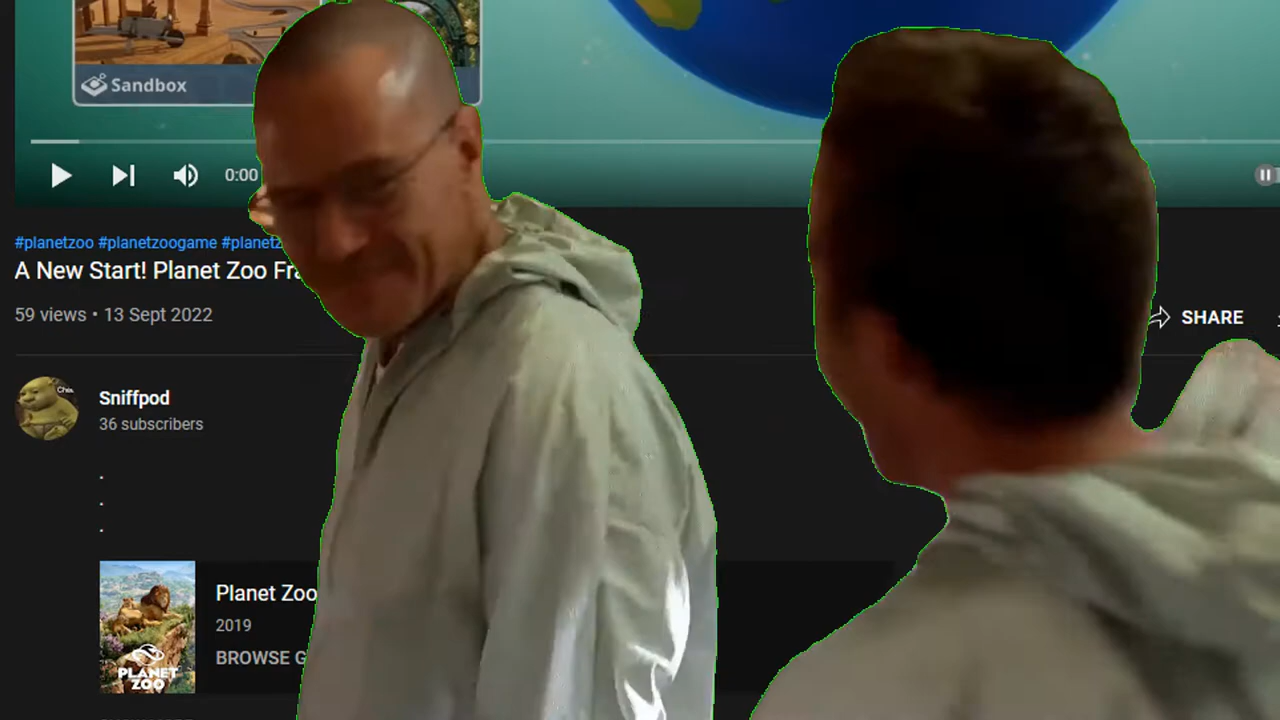 Sandbox
0:00
#planetzoo #planetzoogame #planetz
A New Start! Planet Zoo Fra
59 views • 13 Sept 2022
SHARE
Sniffpod
36 subscribers
.
.
.
Planet Zoo
2019
BROWSE G
PLANET
ZOO